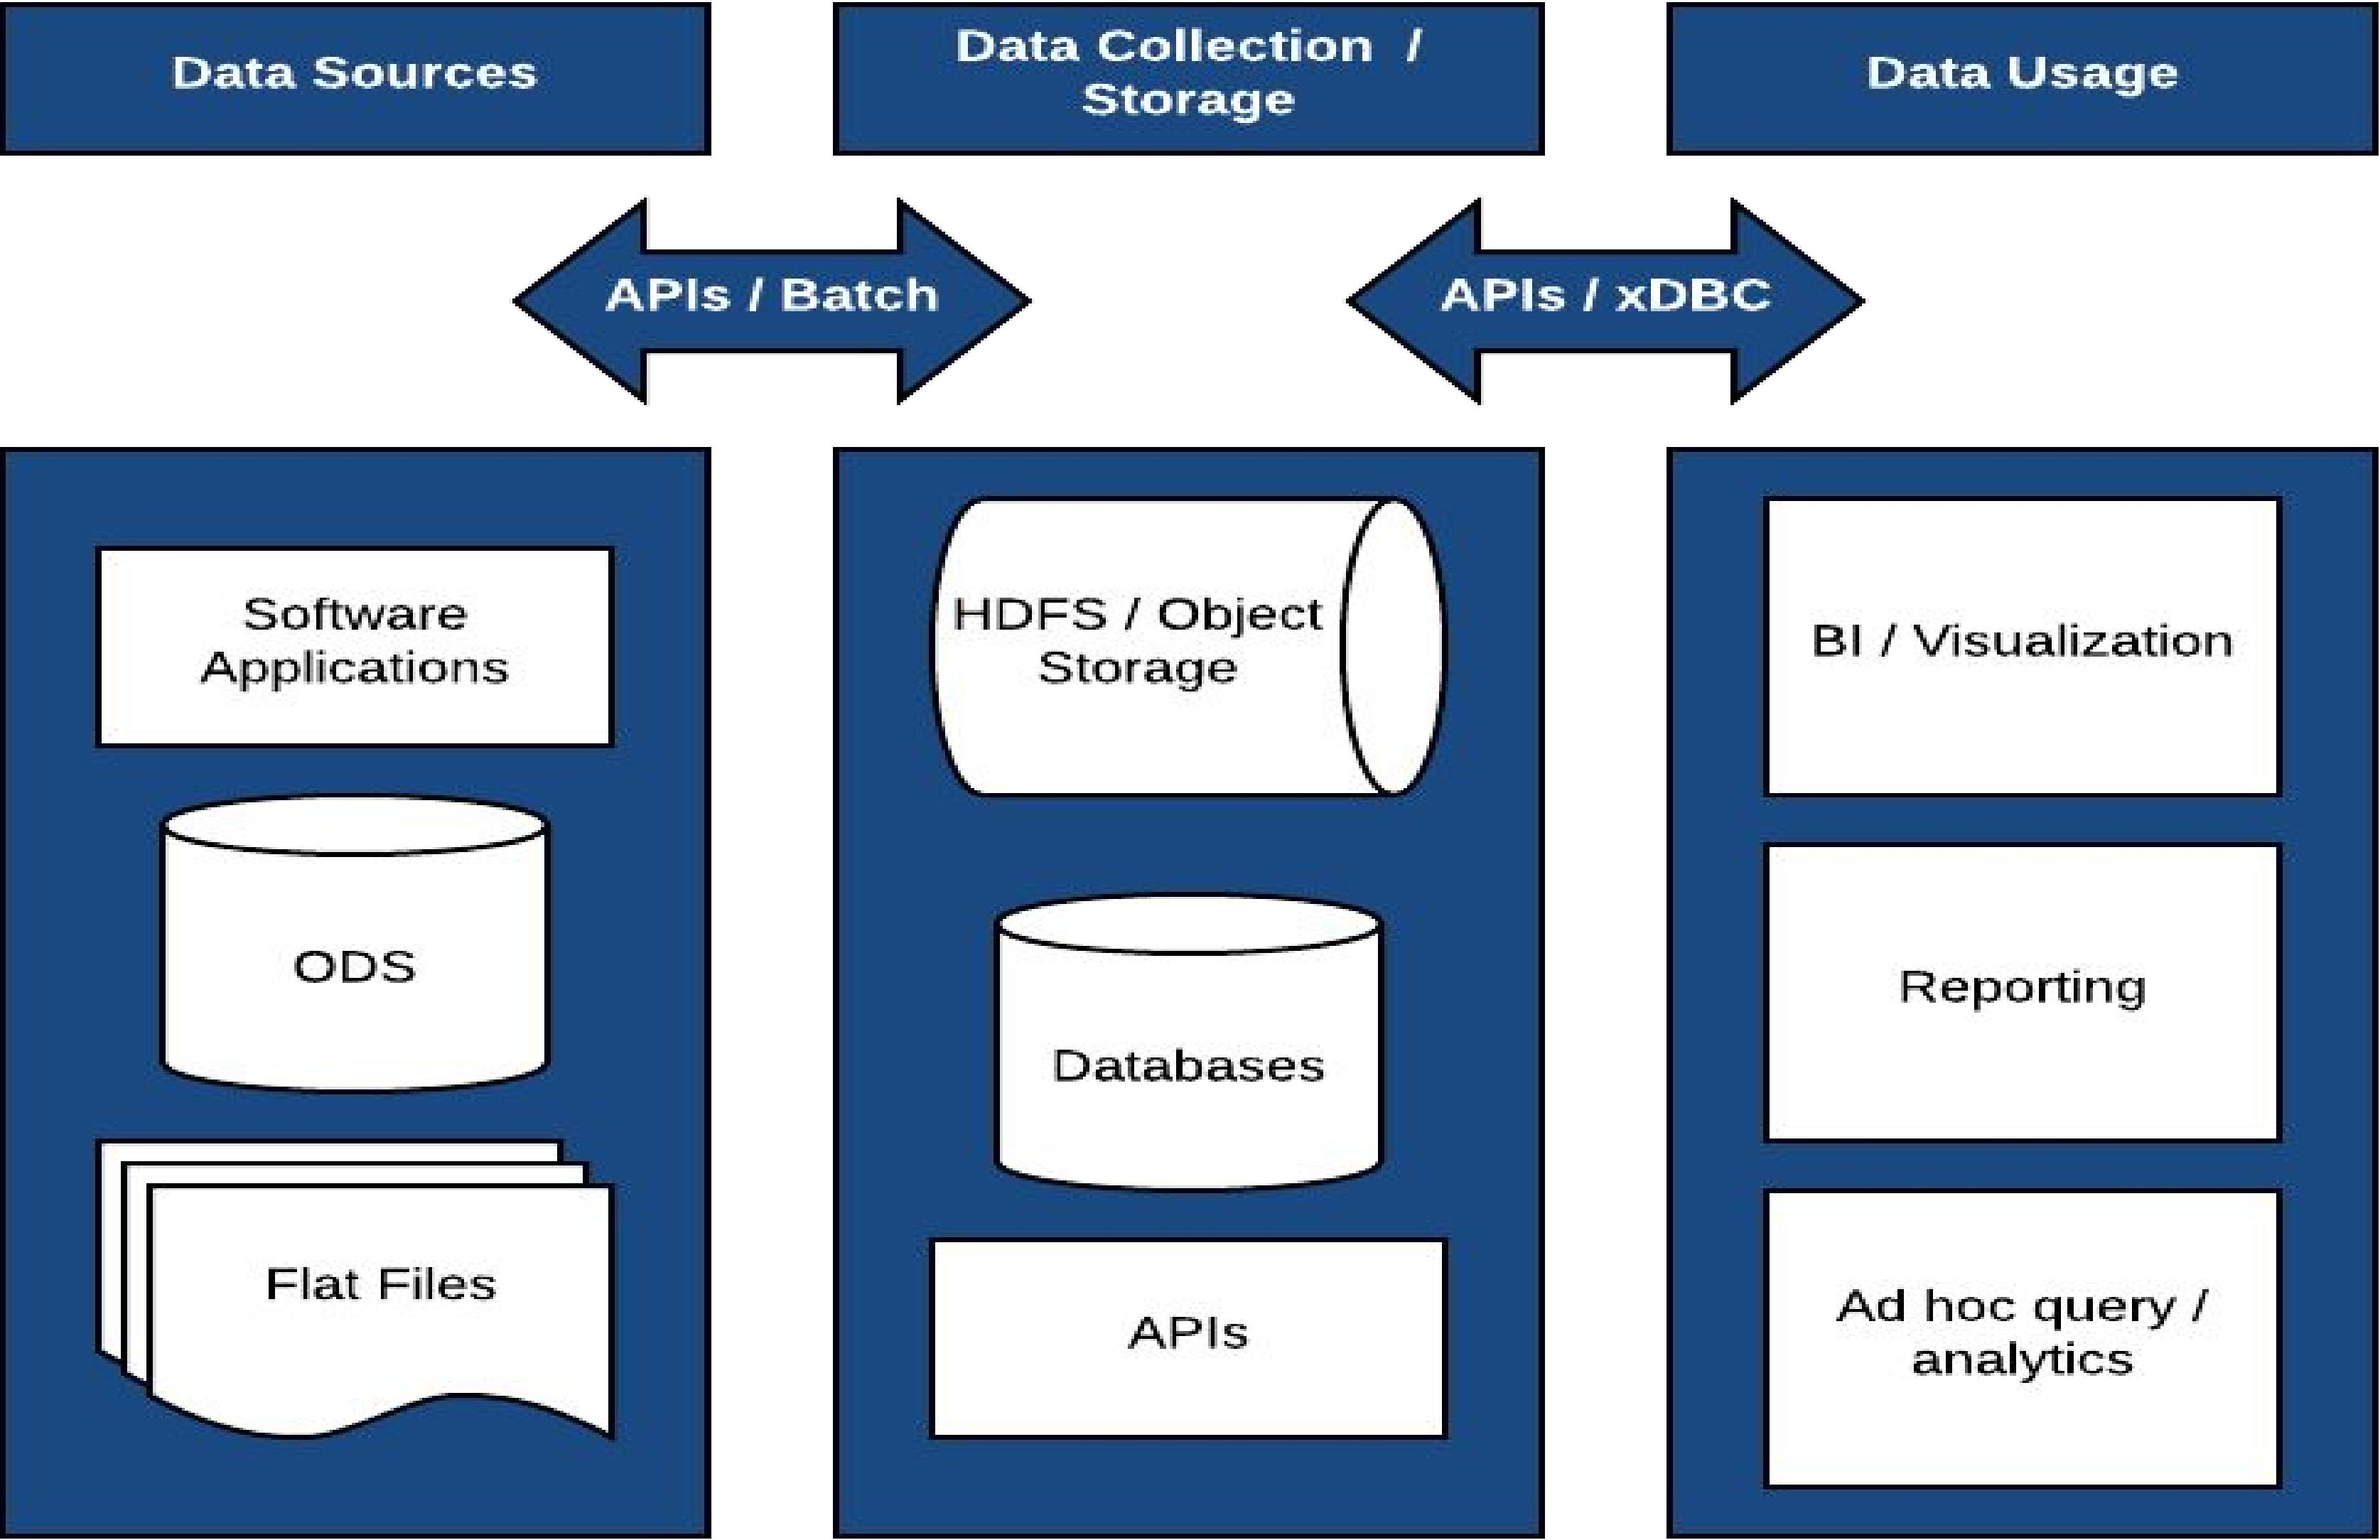 Data Sources
Data Collection /
Storage
Data Usage
APIs / Batch
APIs / xDBC
Software
Applications
ODS
Flat Files
HDFS / Object
Storage
Databases
APIs
BI / Visualization
Reporting
Ad hoc query /
analytics